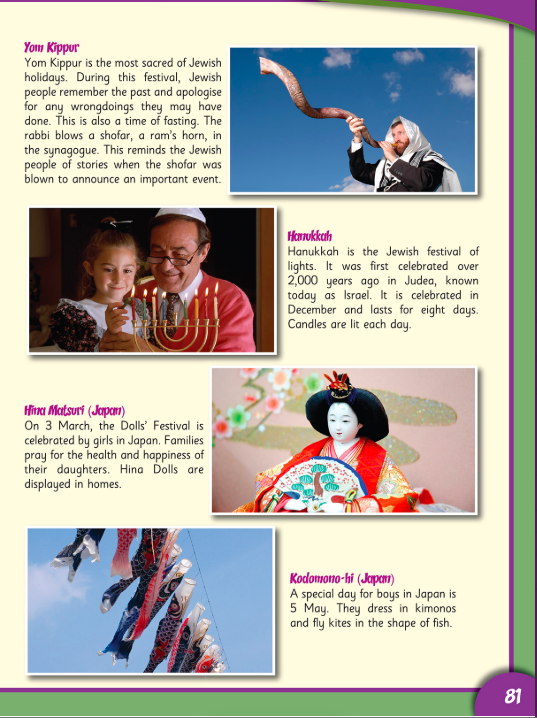 Yom Kippur
Yom Kippur is the most sacred of Jewish
holidays. During this festival, Jewish
people remember the past and apologise
for any wrongdoings they may have
done. This is also a time of fasting. The
rabbi blows a shofar, a ram's horn, in
the synagogue. This reminds the Jewish
people of stories when the shofar was
blown to announce an important event.
Hanukkah
Hanukkah is the Jewish festival of
lights. It was first celebrated over
2,000 years ago in Judea, known
today as Israel. It is celebrated in
December and lasts for eight days.
Candles are lit each day.
Hina Matsuri (Japan)
On 3 March, the Dolls' Festival is
celebrated by girls in Japan. Families
pray for the health and happiness of
their daughters. Hina Dolls are
displayed in homes.
Kodomono-hi (Japan)
A special day for boys in Japan is
5 May. They dress in kimonos
and fly kites in the shape of fish.
81